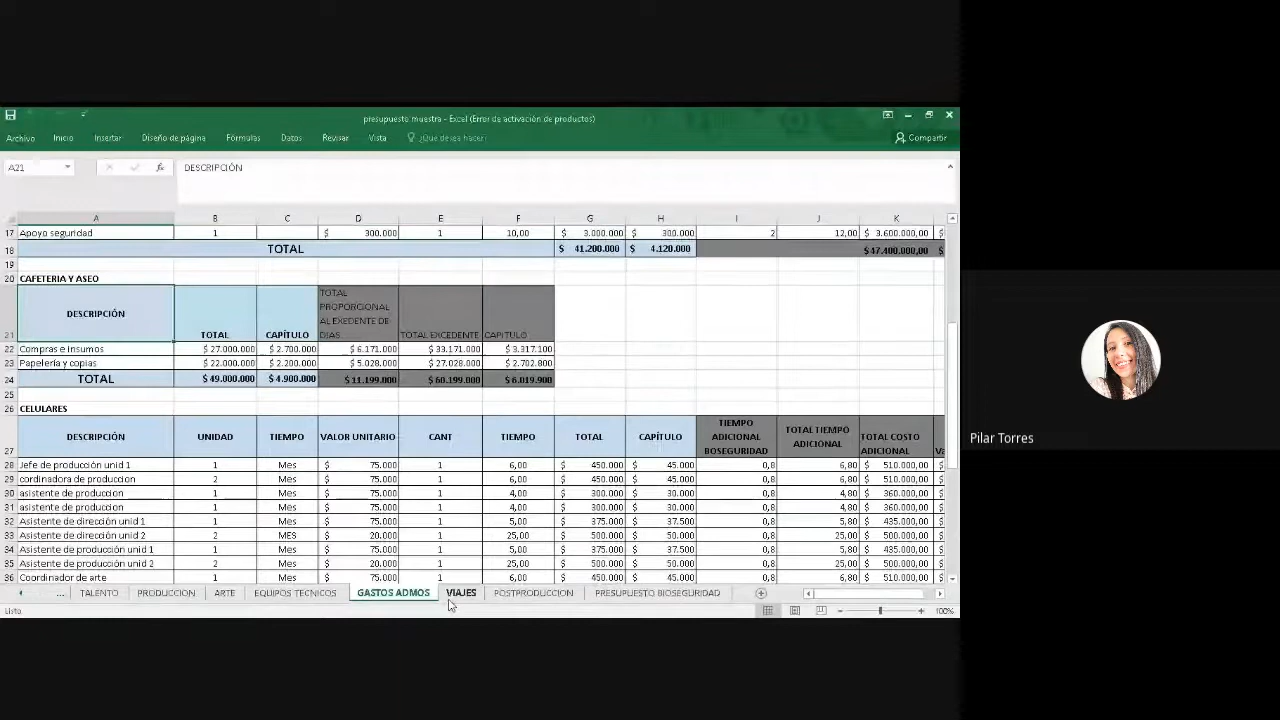 presupuesto muestra - Excel (Error de activación de productos)
Archivo Inicio Insertar Diseño de página Fórmulas Datos Revisar Vista ¿Qué desea hacer? Compartir
A21 fx DESCRIPCIÓN
A B C D E F G H I J K
17 Apoyo seguridad 1 $ 300.000 1 10,00 $ 3.000.000 $ 300.000 2 12,00 $ 3.600.000,00 $
18 TOTAL $ 41.200.000 $ 4.120.000 $47.400.000,00 $
19
20 CAFETERIA Y ASEO
21 DESCRIPCIÓN TOTAL CAPÍTULO TOTAL PROPORCIONAL AL EXEDENTE DE DIAS TOTAL EXCEDENTE CAPITULO
22 Compras e Insumos $ 27.000.000 $ 2.700.000 $ 6.171.000 $ 33.171.000 $ 3.317.100
23 Papelería y copias $ 22.000.000 $ 2.200.000 $ 5.028.000 $ 27.028.000 $ 2.702.800
24 TOTAL $ 49.000.000 $ 4.900.000 $ 11.199.000 $ 60.199.000 $ 6.019.900
25
26 CELULARES
27 DESCRIPCIÓN UNIDAD TIEMPO VALOR UNITARIO CANT TIEMPO TOTAL CAPÍTULO TIEMPO ADICIONAL BOSEGURIDAD TOTAL TIEMPO ADICIONAL TOTAL COSTO ADICIONAL
28 Jefe de producción unid 1 1 Mes $ 75.000 1 6,00 $ 450.000 $ 45.000 0,8 6,80 $ 510.000,00 $
29 cordinadora de produccion 2 Mes $ 75.000 1 6,00 $ 450.000 $ 45.000 0,8 6,80 $ 510.000,00 $
30 asistente de produccion 1 Mes $ 75.000 1 4,00 $ 300.000 $ 30.000 0,8 4,80 $ 360.000,00 $
31 asistente de produccion 1 Mes $ 75.000 1 4,00 $ 300.000 $ 30.000 0,8 4,80 $ 360.000,00 $
32 Asistente de dirección unid 1 1 MES $ 75.000 1 5,00 $ 375.000 $ 37.500 0,8 5,80 $ 435.000,00 $
33 Asistente de dirección unid 2 2 MES $ 20.000 1 25,00 $ 500.000 $ 50.000 0,8 25,00 $ 500.000,00 $
34 Asistente de producción unid 1 1 Mes $ 75.000 1 5,00 $ 375.000 $ 37.500 0,8 5,80 $ 435.000,00 $
35 Asistente de producción unid 2 2 Mes $ 20.000 1 25,00 $ 500.000 $ 50.000 0,8 25,00 $ 500.000,00 $
36 Coordinador de arte 1 Mes $ 75.000 1 6,00 $ 450.000 $ 45.000 0,8 6,80 $ 510.000,00 $
... TALENTO PRODUCCION ARTE EQUIPOS TECNICOS GASTOS ADMOS VIAJES POSTPRODUCCION PRESUPUESTO BIOSEGURIDAD
Listo 100%
Pilar Torres